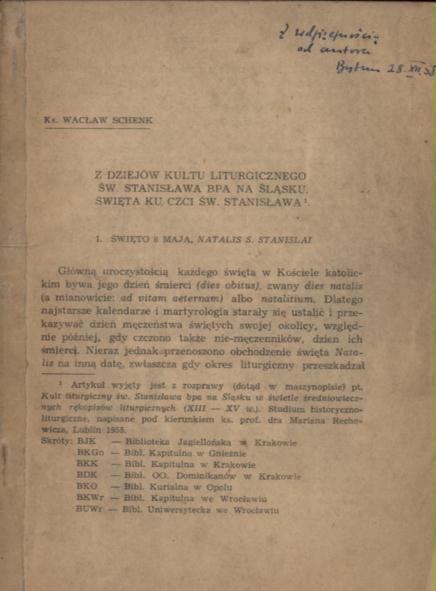 Z wdzięcznością
od autora
Bytom 28.XII.58
Ks. WACŁAW SCHENK
Z DZIEJÓW KULTU LITURGICZNEGO
ŚW. STANISŁAWA BPA NA ŚLĄSKU.
ŚWIĘTA KU CZCI ŚW. STANISŁAWA ¹.
1. ŚWIĘTO 8 MAJA, NATALIS S. STANISLAI
Główną uroczystością każdego święta w Kościele katolic-
kim bywa jego dzień śmierci (dies obitus), zwany dies natalis
(a mianowicie: ad vitam aeternam) albo natalitium. Dlatego
najstarsze kalendarze i martyrologia starały się ustalić i prze-
kazywać dzień męczeństwa świętych swojej okolicy, względ-
nie później, gdy czczono także nie-męczenników, dzień ich
śmierci. Nieraz jednak przenoszono obchodzenie święta Nata-
lis na inną datę, zwłaszcza gdy okres liturgiczny przeszkadzał
¹ Artykuł wyjęty jest z rozprawy (dotąd w maszynopisie) pt.
Kult liturgiczny św. Stanisława bpa na Śląsku w świetle średniowiecz-
nych rękopisów liturgicznych (XIII — XV w.). Studium historyczno-
liturgiczne, napisane pod kierunkiem ks. prof. dra Mariana Recho-
wicza, Lublin 1955.
Skróty: BJK — Biblioteka Jagiellońska w Krakowie
BKGn — Bibl. Kapitulna w Gnieźnie
BKK — Bibl. Kapitulna w Krakowie
BDK — Bibl. OO. Dominikanów w Krakowie
BKO — Bibl. Kurialna w Opolu
BKWr — Bibl. Kapitulna we Wrocławiu
BUWr — Bibl. Uniwersytecka we Wrocławiu